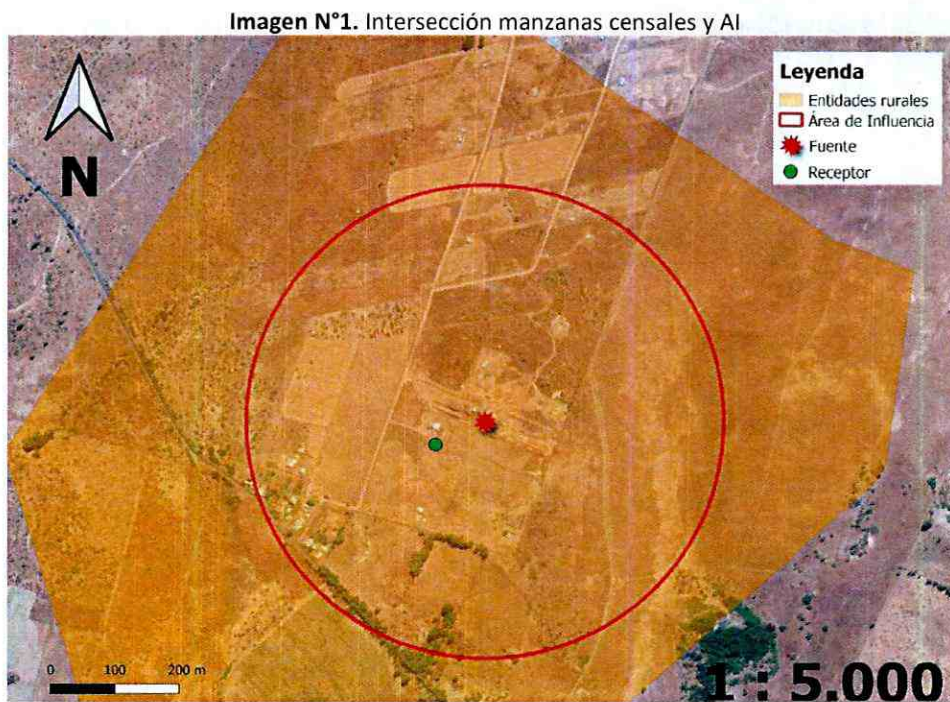 Imagen N°1. Intersección manzanas censales y AI
Leyenda
Entidades rurales
Área de Influencia
Fuente
Receptor
N
0 100 200 m
1 : 5.000